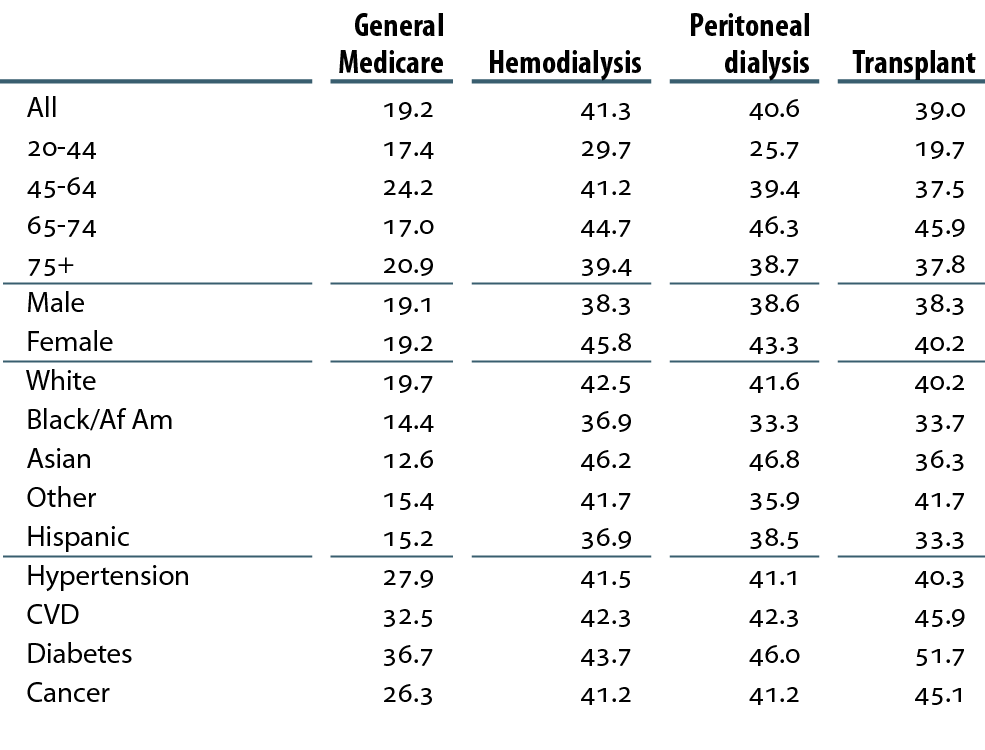 General Medicare Hemodialysis Peritoneal dialysis Transplant
All 19.2 41.3 40.6 39.0
20-44 17.4 29.7 25.7 19.7
45-64 24.2 41.2 39.4 37.5
65-74 17.0 44.7 46.3 45.9
75+ 20.9 39.4 38.7 37.8
Male 19.1 38.3 38.6 38.3
Female 19.2 45.8 43.3 40.2
White 19.7 42.5 41.6 40.2
Black/Af Am 14.4 36.9 33.3 33.7
Asian 12.6 46.2 46.8 36.3
Other 15.4 41.7 35.9 41.7
Hispanic 15.2 36.9 38.5 33.3
Hypertension 27.9 41.5 41.1 40.3
CVD 32.5 42.3 42.3 45.9
Diabetes 36.7 43.7 46.0 51.7
Cancer 26.3 41.2 41.2 45.1